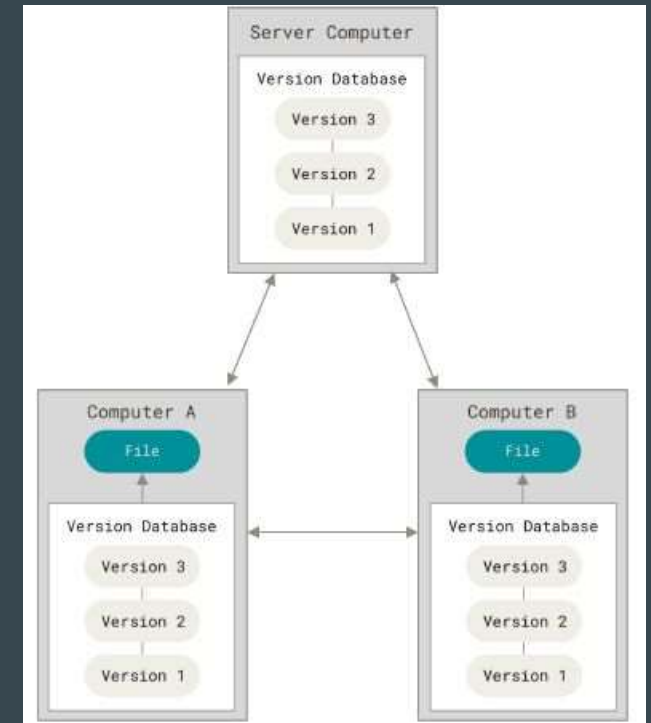 Server Computer
Version Database
Version 3
Version 2
Version 1
Computer A
File
Version Database
Version 3
Version 2
Version 1
Computer B
File
Version Database
Version 3
Version 2
Version 1